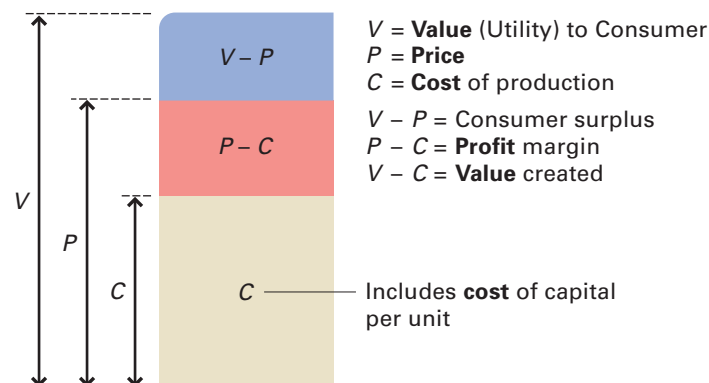 V
P
C
V – P
P – C
C
V = Value (Utility) to Consumer
P = Price
C = Cost of production
V – P = Consumer surplus
P – C = Profit margin
V – C = Value created
Includes cost of capital
per unit